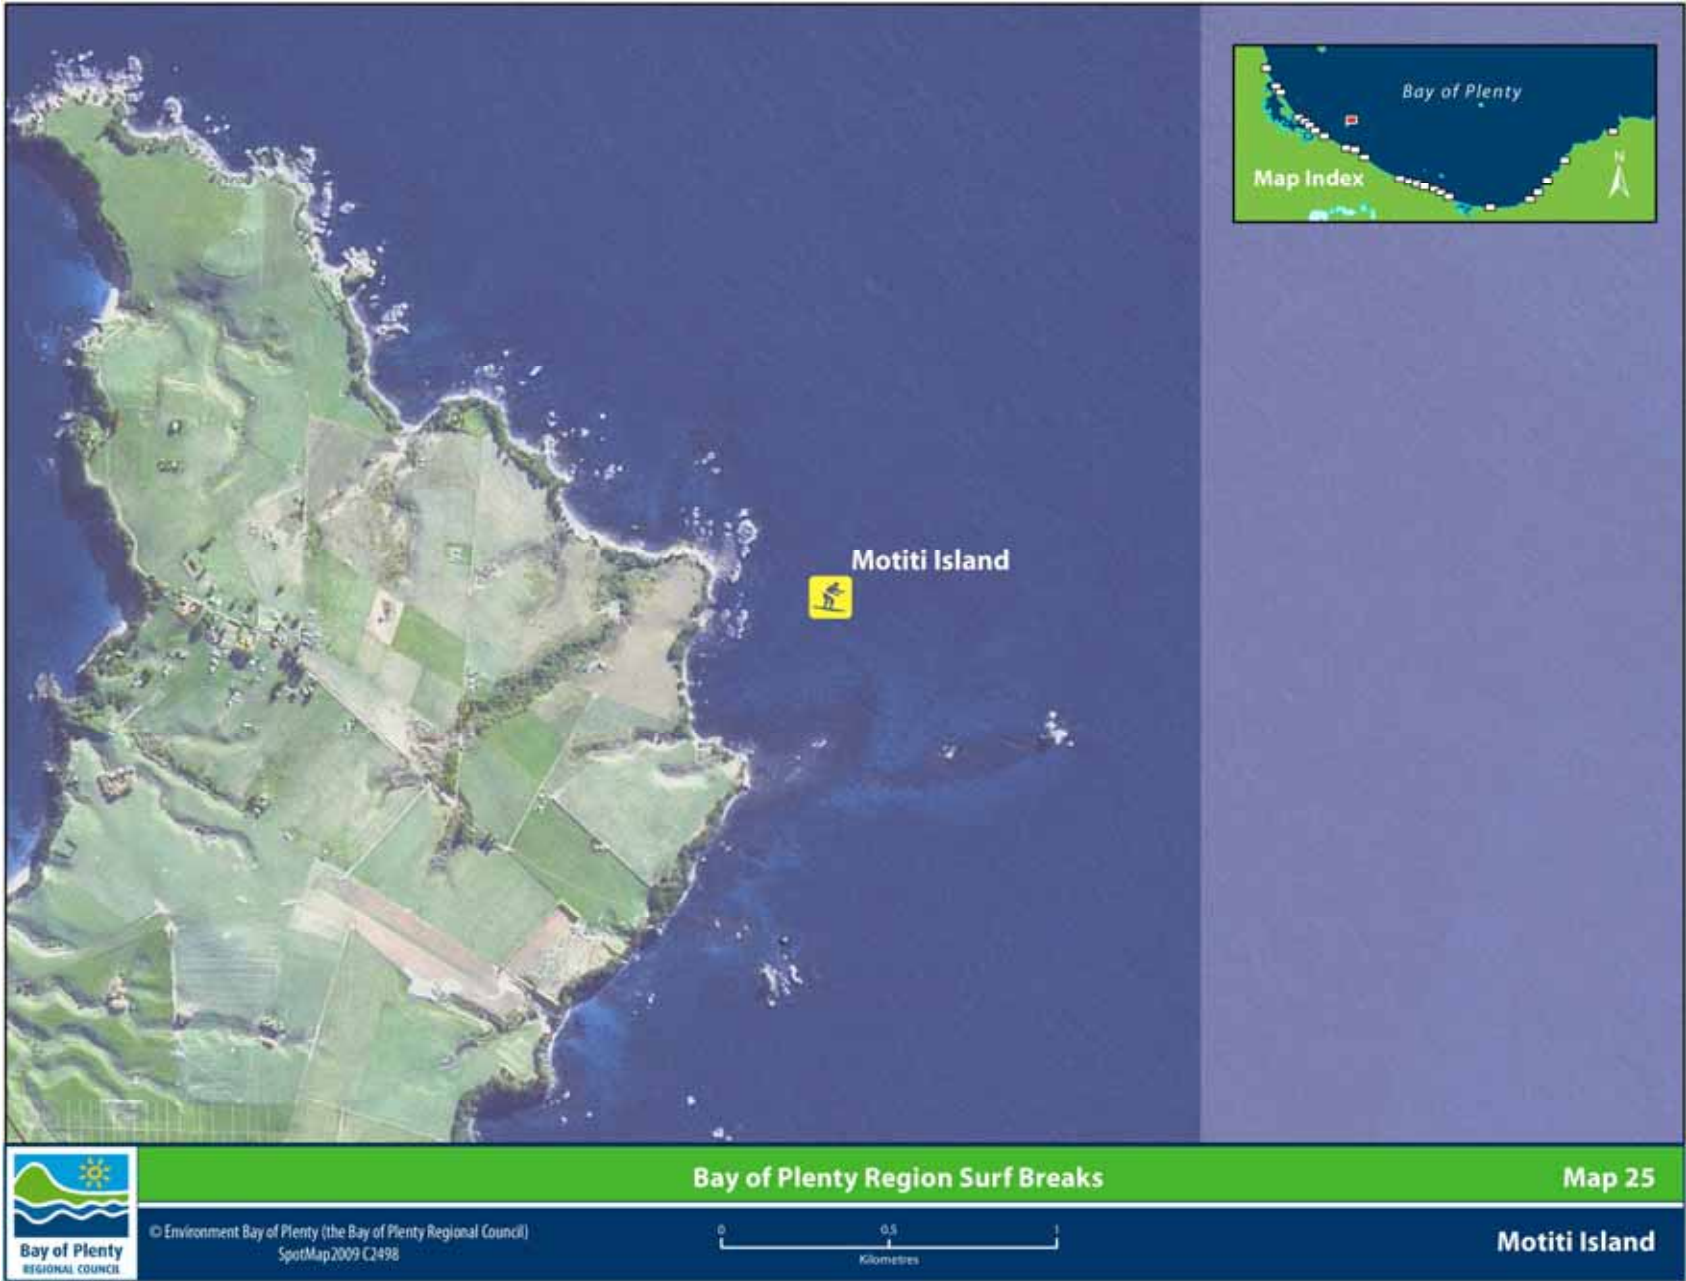 Bay of Plenty
Map Index
N
Motiti Island
Bay of Plenty Region Surf Breaks
Map 25
Bay of Plenty
REGIONAL COUNCIL
© Environment Bay of Plenty (the Bay of Plenty Regional Council)
SpotMap2009 C2498
0 0.5 1
Kilometres
Motiti Island